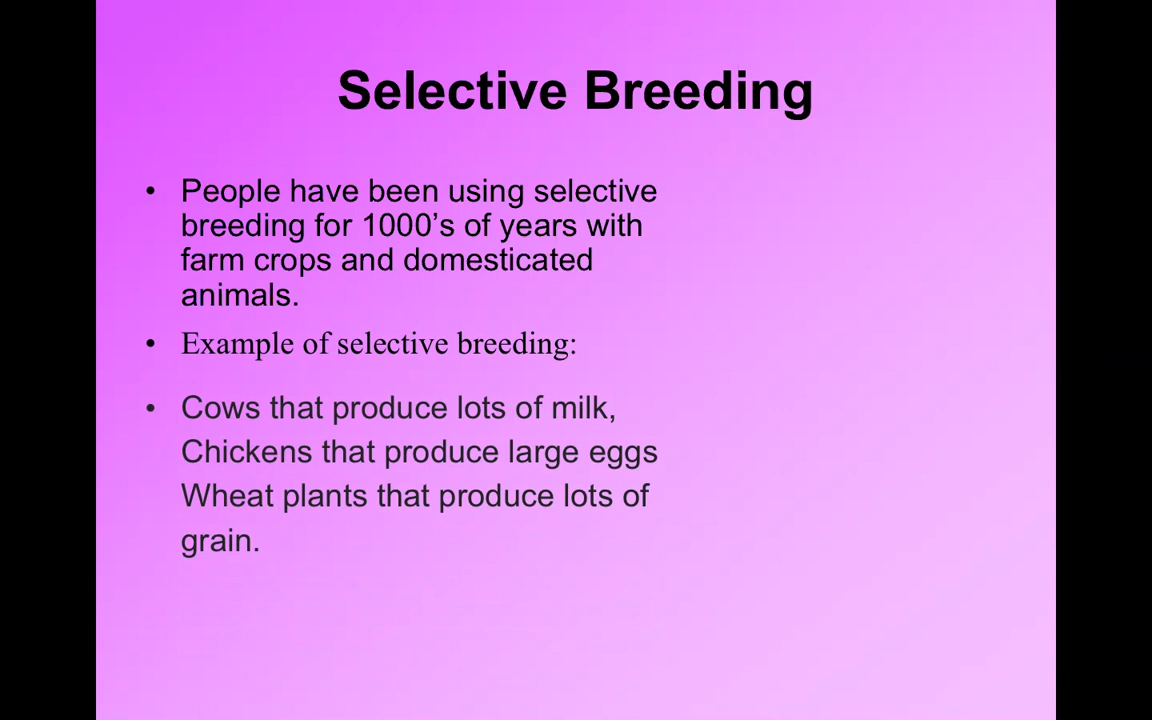 Selective Breeding
• People have been using selective
breeding for 1000’s of years with
farm crops and domesticated
animals.
• Example of selective breeding:
• Cows that produce lots of milk,
Chickens that produce large eggs
Wheat plants that produce lots of
grain.